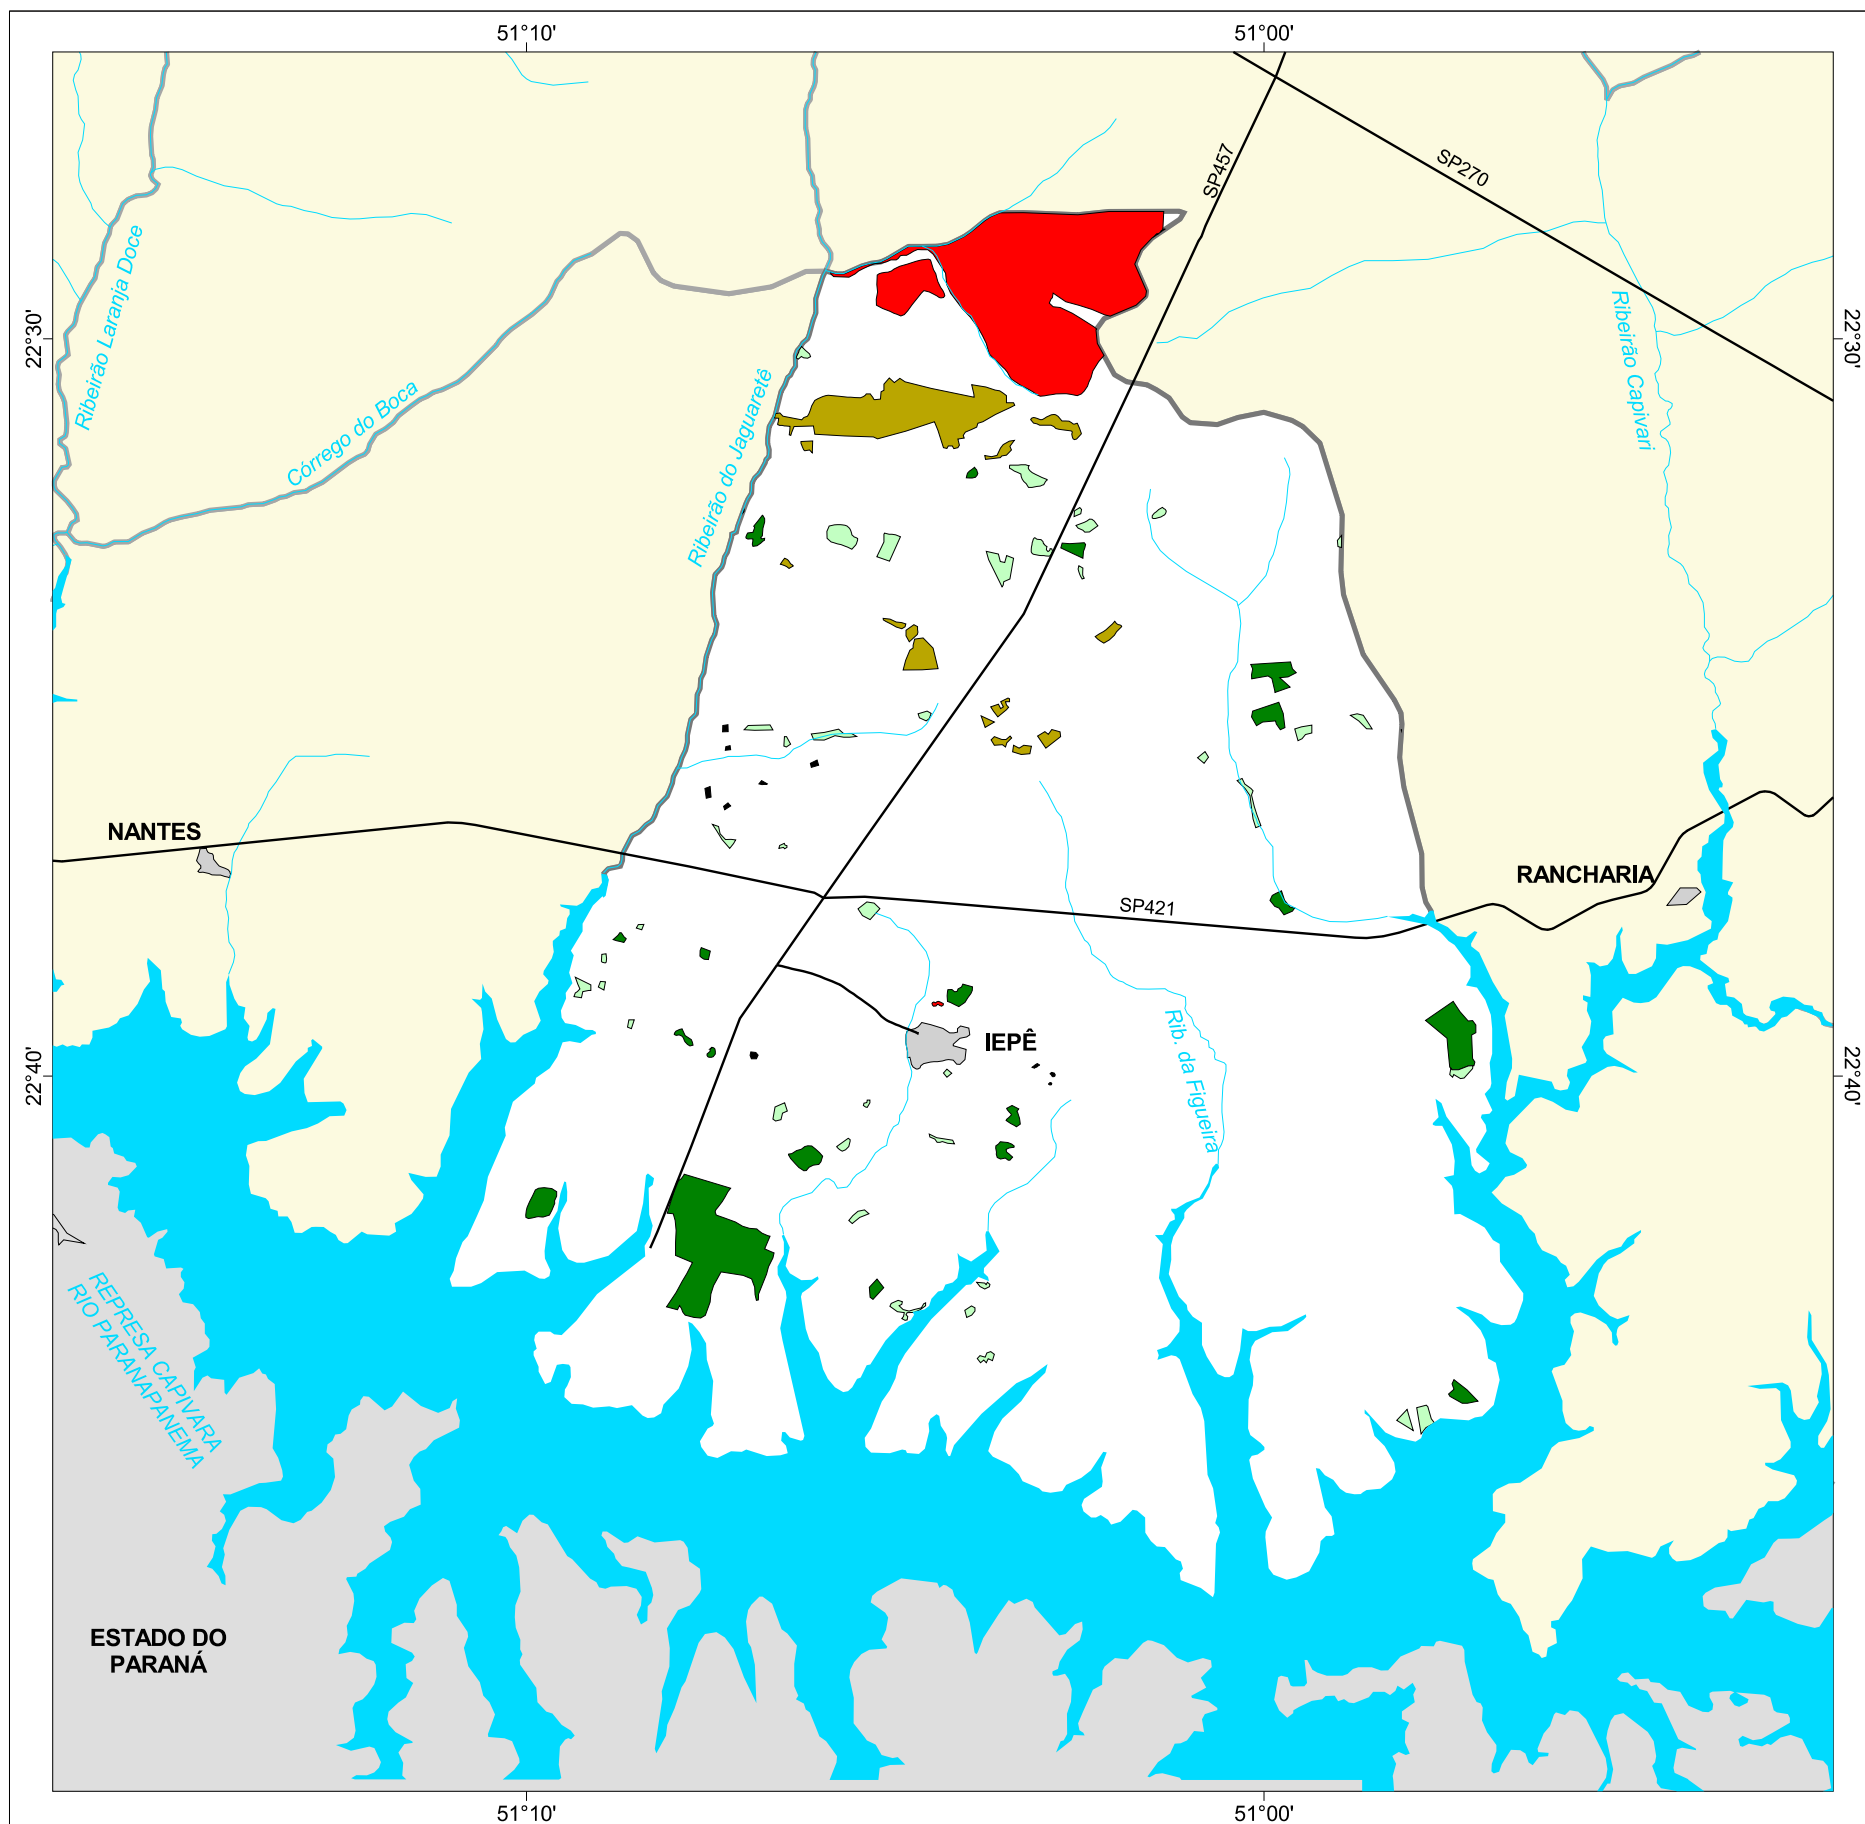 51°10'
51°00'
SP457
SP270
Ribeirão Laranja Doce
Córrego do Boca
Ribeirão do Jaguaretê
Ribeirão Capivari
22°30'
22°30'
NANTES
RANCHARIA
SP421
IEPÊ
Rib. da Figueira
22°40'
22°40'
REPRESA CAPIVARA
RIO PARANAPANEMA
ESTADO DO
PARANÁ
51°10'
51°00'